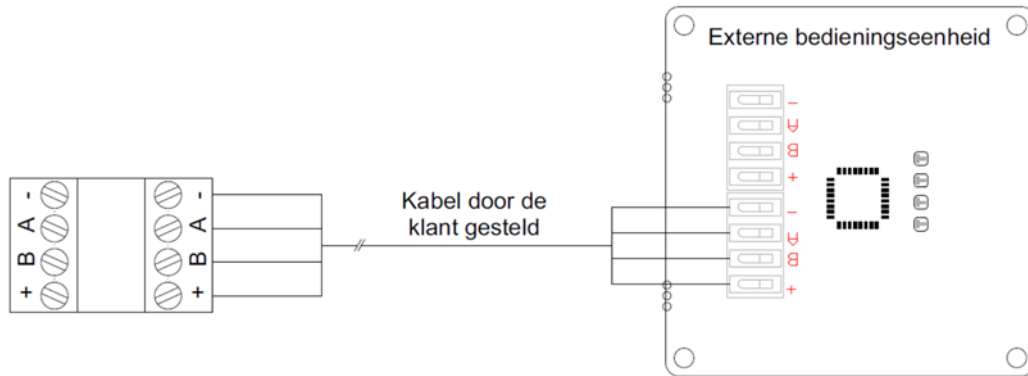 Externe bedieningseenheid
-
A
B
+
-
A
B
+
-
A
B
+
-
A
B
+
Kabel door de
klant gesteld